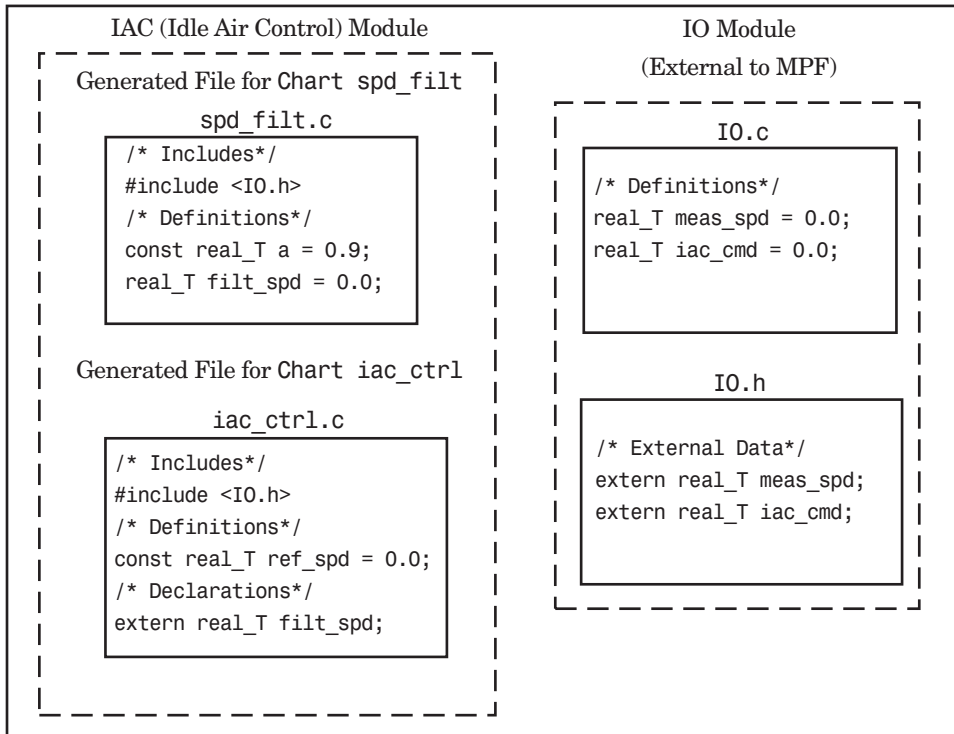 IAC (Idle Air Control) Module
Generated File for Chart spd_filt
spd_filt.c
/* Includes*/
#include <IO.h>
/* Definitions*/
const real_T a = 0.9;
real_T filt_spd = 0.0;
Generated File for Chart iac_ctrl
iac_ctrl.c
/* Includes*/
#include <IO.h>
/* Definitions*/
const real_T ref_spd = 0.0;
/* Declarations*/
extern real_T filt_spd;
IO Module
(External to MPF)
IO.c
/* Definitions*/
real_T meas_spd = 0.0;
real_T iac_cmd = 0.0;
IO.h
/* External Data*/
extern real_T meas_spd;
extern real_T iac_cmd;